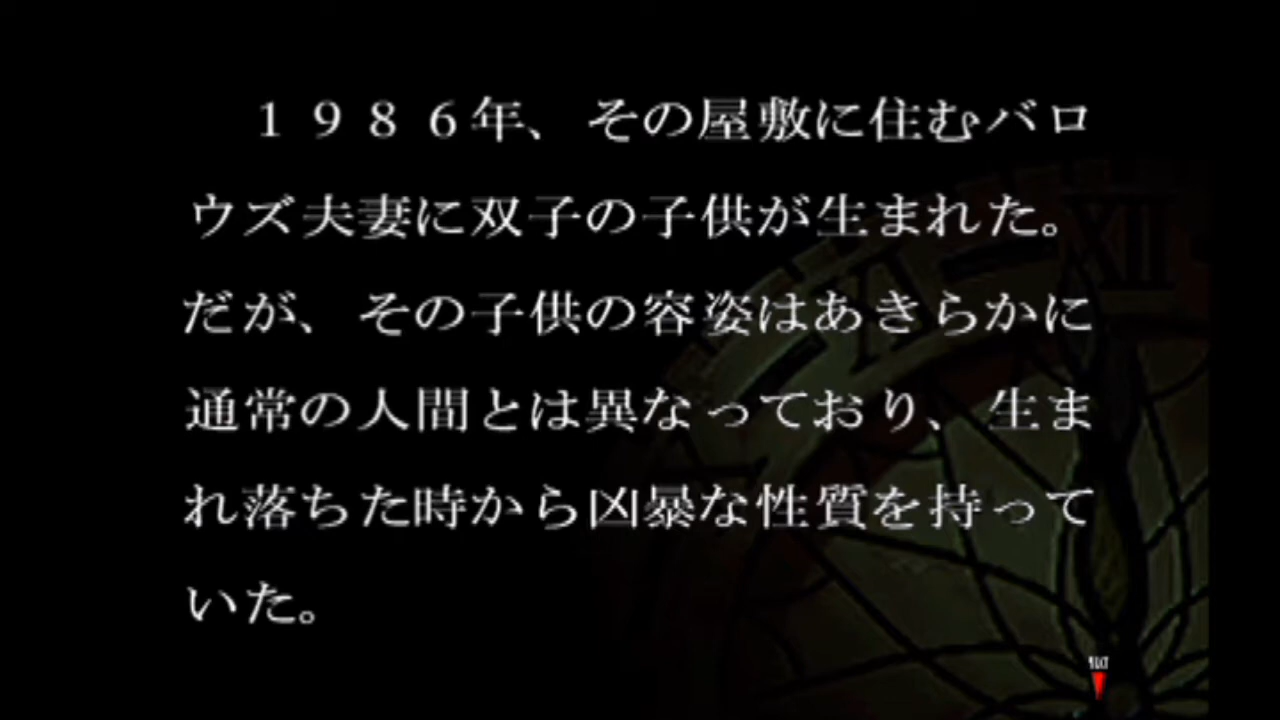 １９８６年、その屋敷に住むバロ
ウズ夫妻に双子の子供が生まれた。
だが、その子供の容姿はあきらかに
通常の人間とは異なっており、生ま
れ落ちた時から凶暴な性質を持って
いた。
XI
XII
NEXT